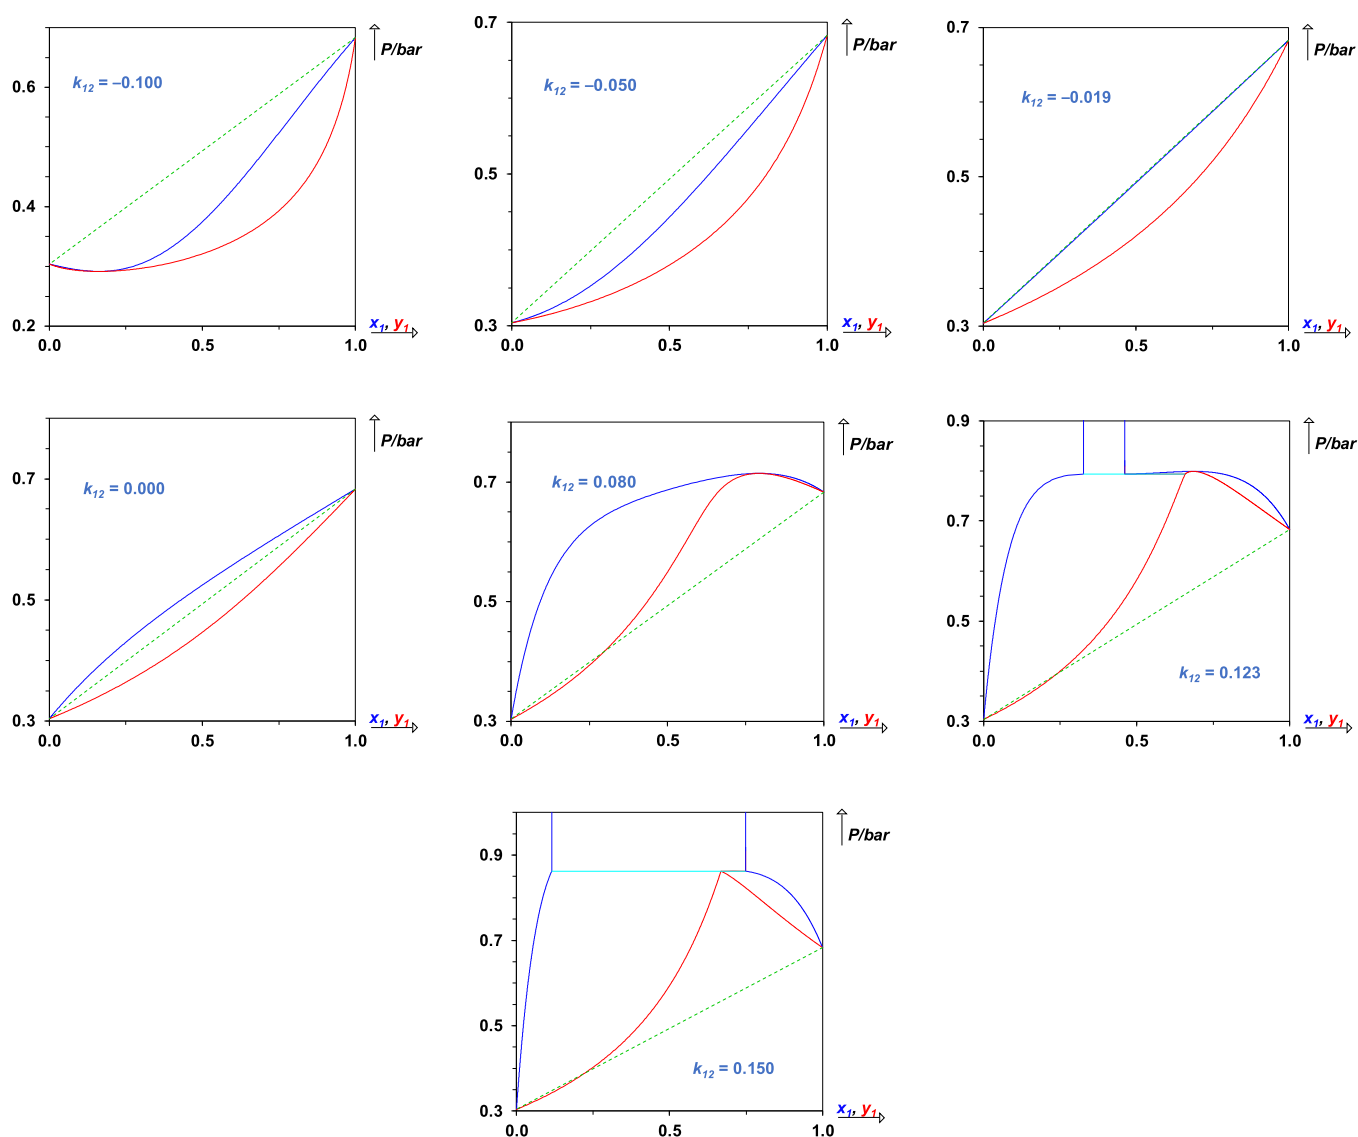 P/bar
0.6
k12 = –0.100
0.4
0.2
x1, y1
0.0 0.5 1.0
0.7
P/bar
k12 = –0.050
0.5
0.3
x1, y1
0.0 0.5 1.0
0.7
P/bar
k12 = –0.019
0.5
0.3
x1, y1
0.0 0.5 1.0
P/bar
0.7
k12 = 0.000
0.5
0.3
x1, y1
0.0 0.5 1.0
P/bar
0.7
k12 = 0.080
0.5
0.3
x1, y1
0.0 0.5 1.0
0.9
P/bar
0.7
0.5
k12 = 0.123
0.3
x1, y1
0.0 0.5 1.0
P/bar
0.9
0.7
0.5
k12 = 0.150
0.3
x1, y1
0.0 0.5 1.0